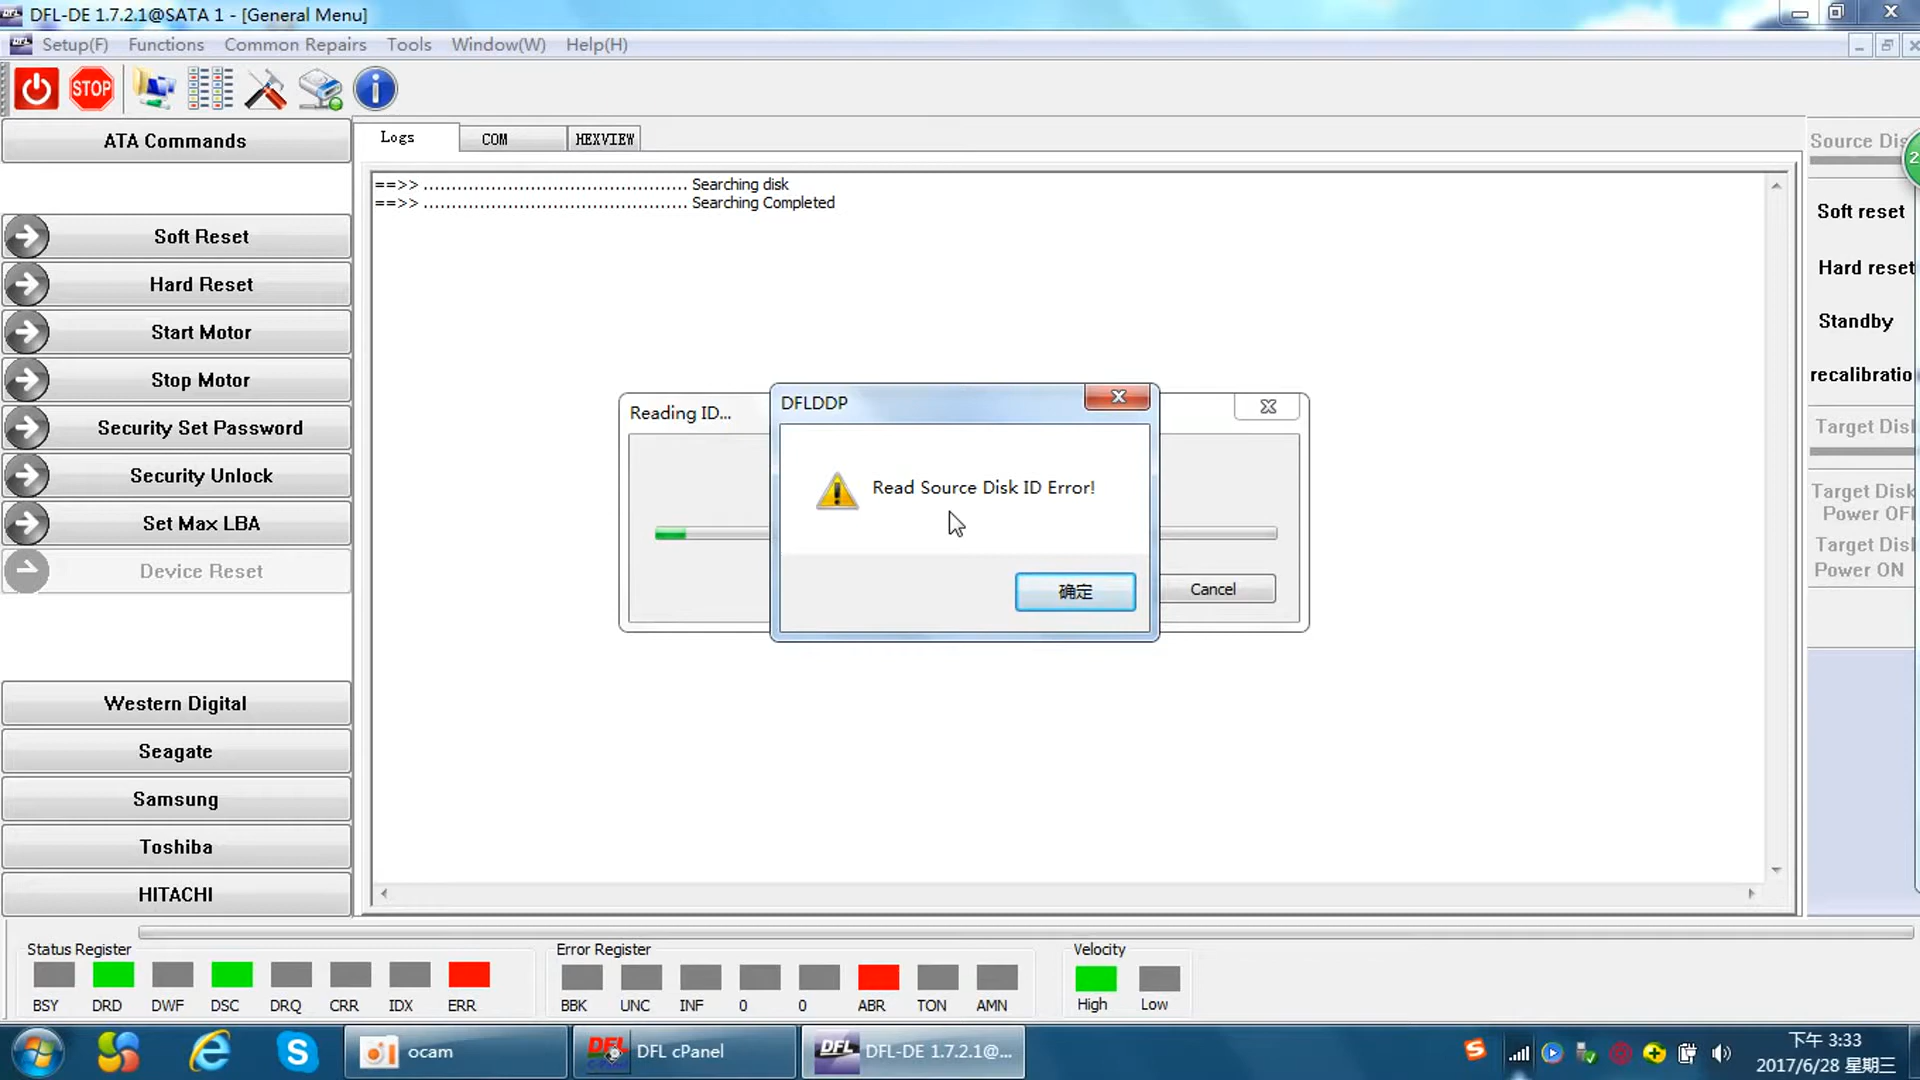 DFL-DE 1.7.2.1@SATA 1 - [General Menu]
Setup(F) Functions Common Repairs Tools Window(W) Help(H)
STOP
ATA Commands
Soft Reset
Hard Reset
Start Motor
Stop Motor
Security Set Password
Security Unlock
Set Max LBA
Device Reset
Western Digital
Seagate
Samsung
Toshiba
HITACHI
Logs COM HEXVIEW
==>> ............................................... Searching disk
==>> ............................................... Searching Completed
Reading ID...
Cancel
DFLDDP
Read Source Disk ID Error!
确定
Source Dis
2
Soft reset
Hard reset
Standby
recalibratio
Target Disk
Target Disk
Power OFF
Target Disk
Power ON
Status Register
BSY DRD DWF DSC DRQ CRR IDX ERR
Error Register
BBK UNC INF 0 0 ABR TON AMN
Velocity
High Low
ocam
DFL cPanel
DFL DFL-DE 1.7.2.1@...
下午 3:33
2017/6/28 星期三